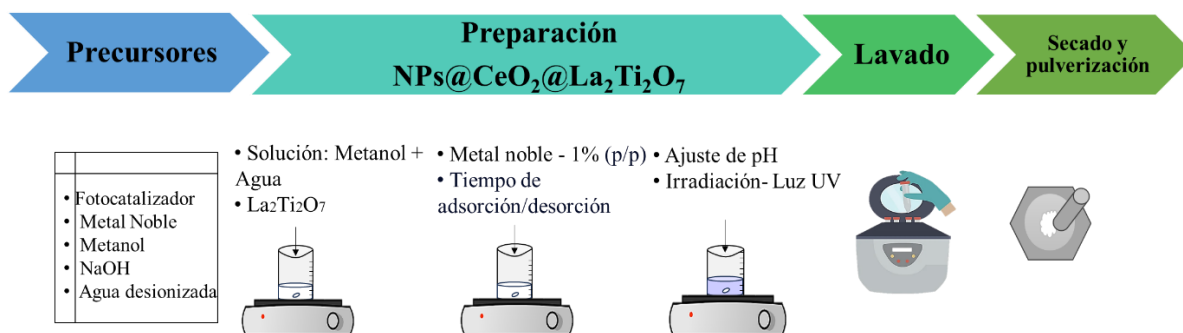 Precursores
Preparación
NPs@CeO₂@La₂Ti₂O₇
Lavado
Secado y
pulverización
• Fotocatalizador
• Metal Noble
• Metanol
• NaOH
• Agua desionizada
• Solución: Metanol +
Agua
• La₂Ti₂O₇
• Metal noble - 1% (p/p)
• Tiempo de
adsorción/desorción
• Ajuste de pH
• Irradiación- Luz UV